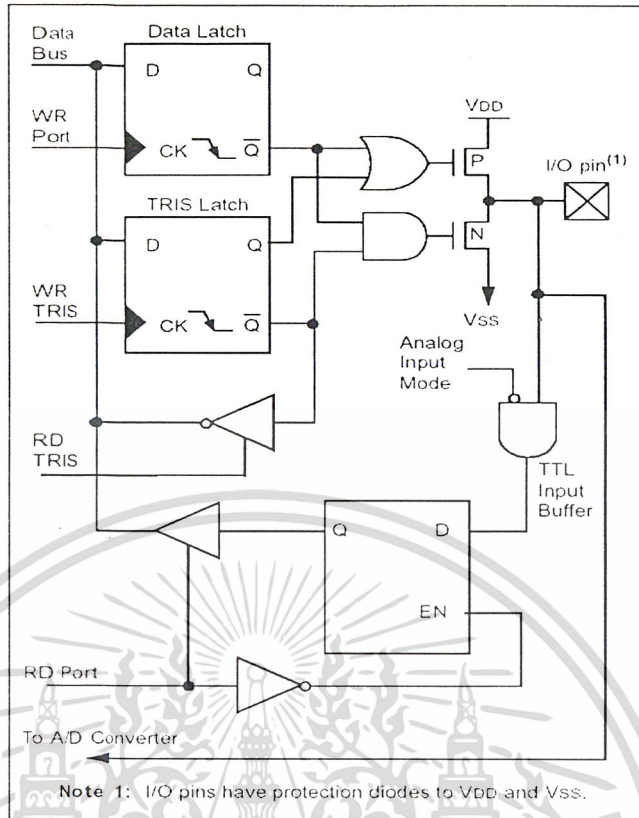 Data Bus
Data Latch
D
Q
WR Port
CK
Q
VDD
P
I/O pin(1)
TRIS Latch
D
Q
N
WR TRIS
CK
Q
VSS
Analog Input Mode
RD TRIS
TTL Input Buffer
Q
D
EN
RD Port
To A/D Converter
Note 1: I/O pins have protection diodes to VDD and VSS.